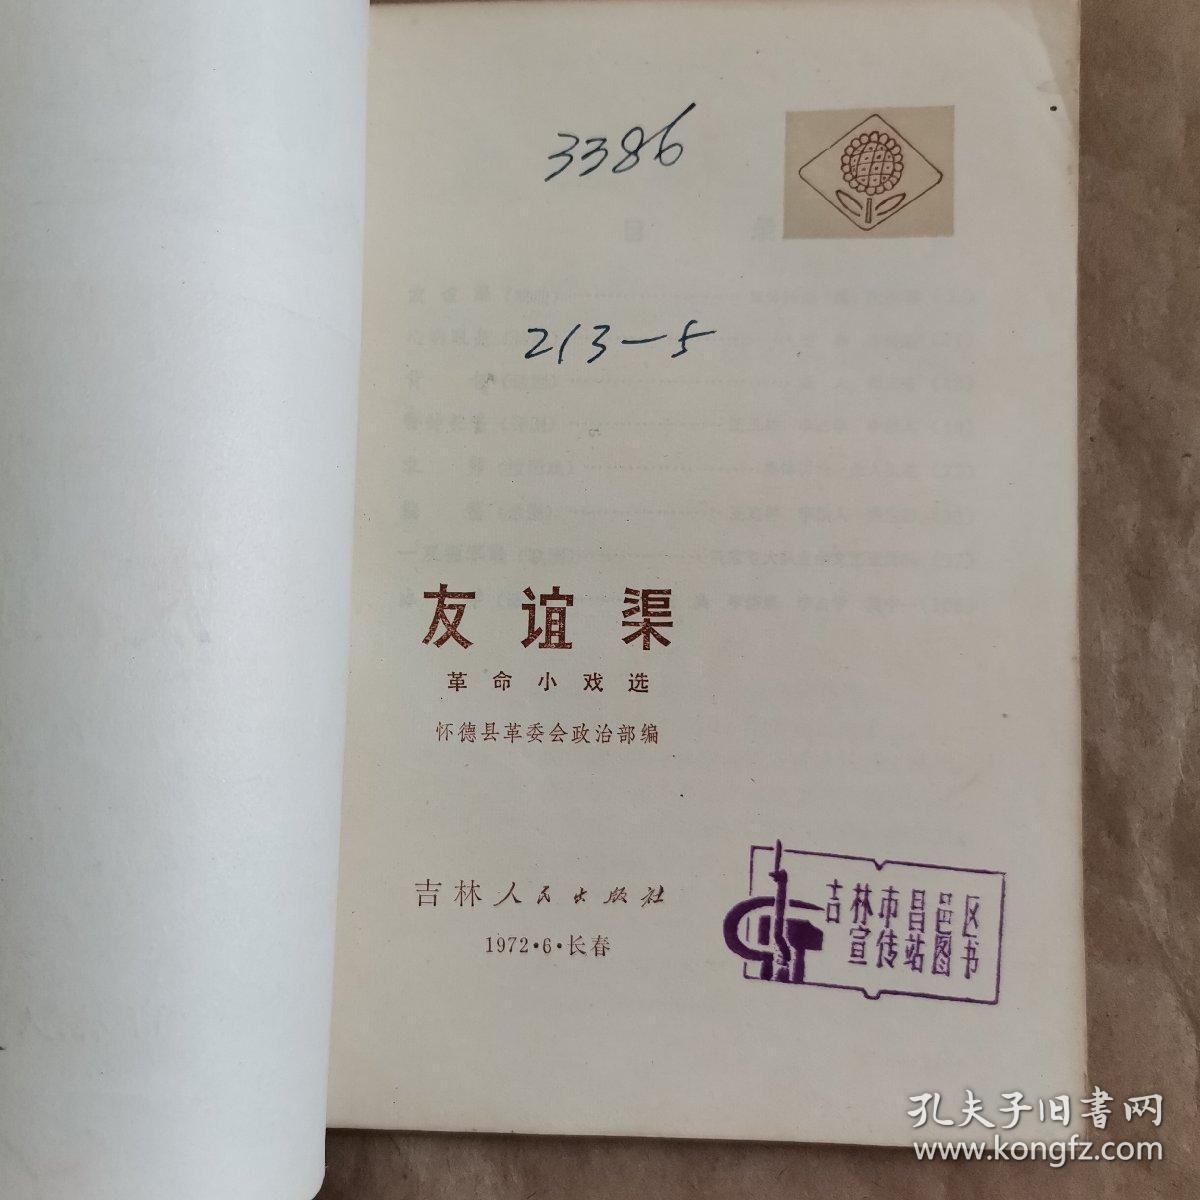 3386
213-5
友谊渠
革命小戏选
怀德县革委会政治部编
吉林人民出版社
1972·6·长春
吉林市昌邑区
宣传站图书
孔夫子旧書网
www.kongfz.com